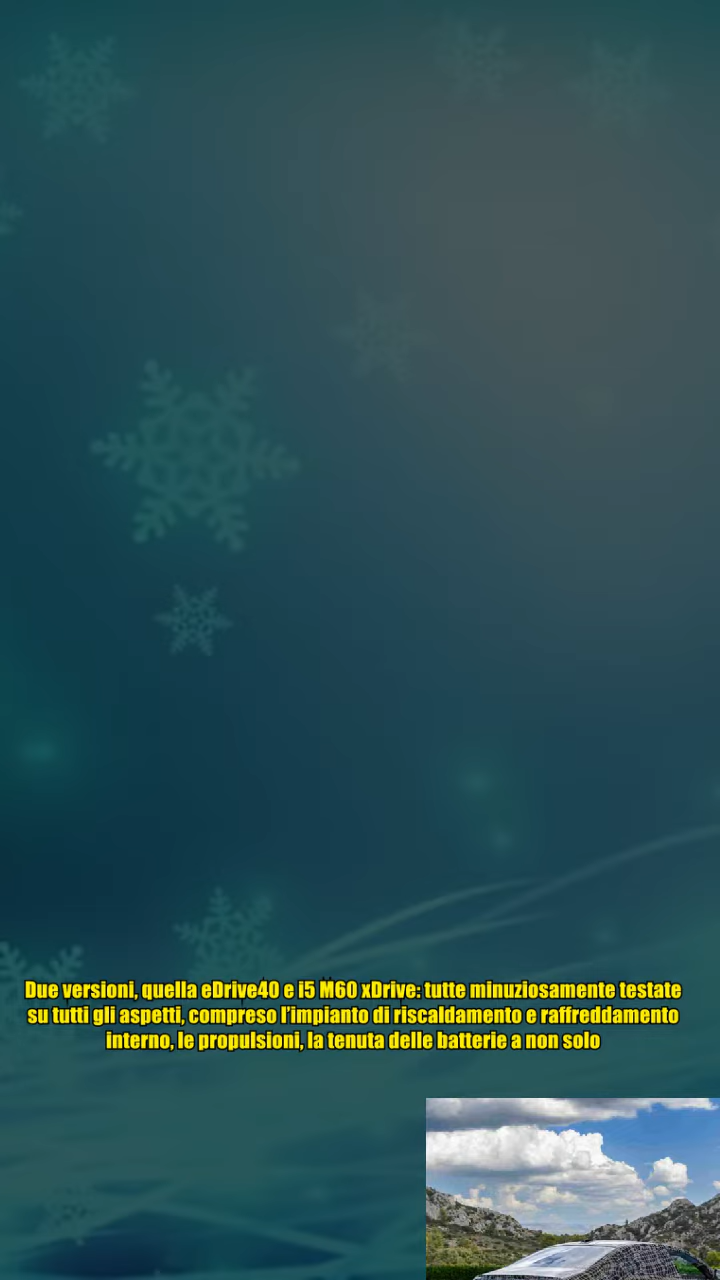 Due versioni, quella eDrive40 e i5 M60 xDrive: tutte minuziosamente testate
su tutti gli aspetti, compreso l'impianto di riscaldamento e raffreddamento
interno, le propulsioni, la tenuta delle batterie a non solo